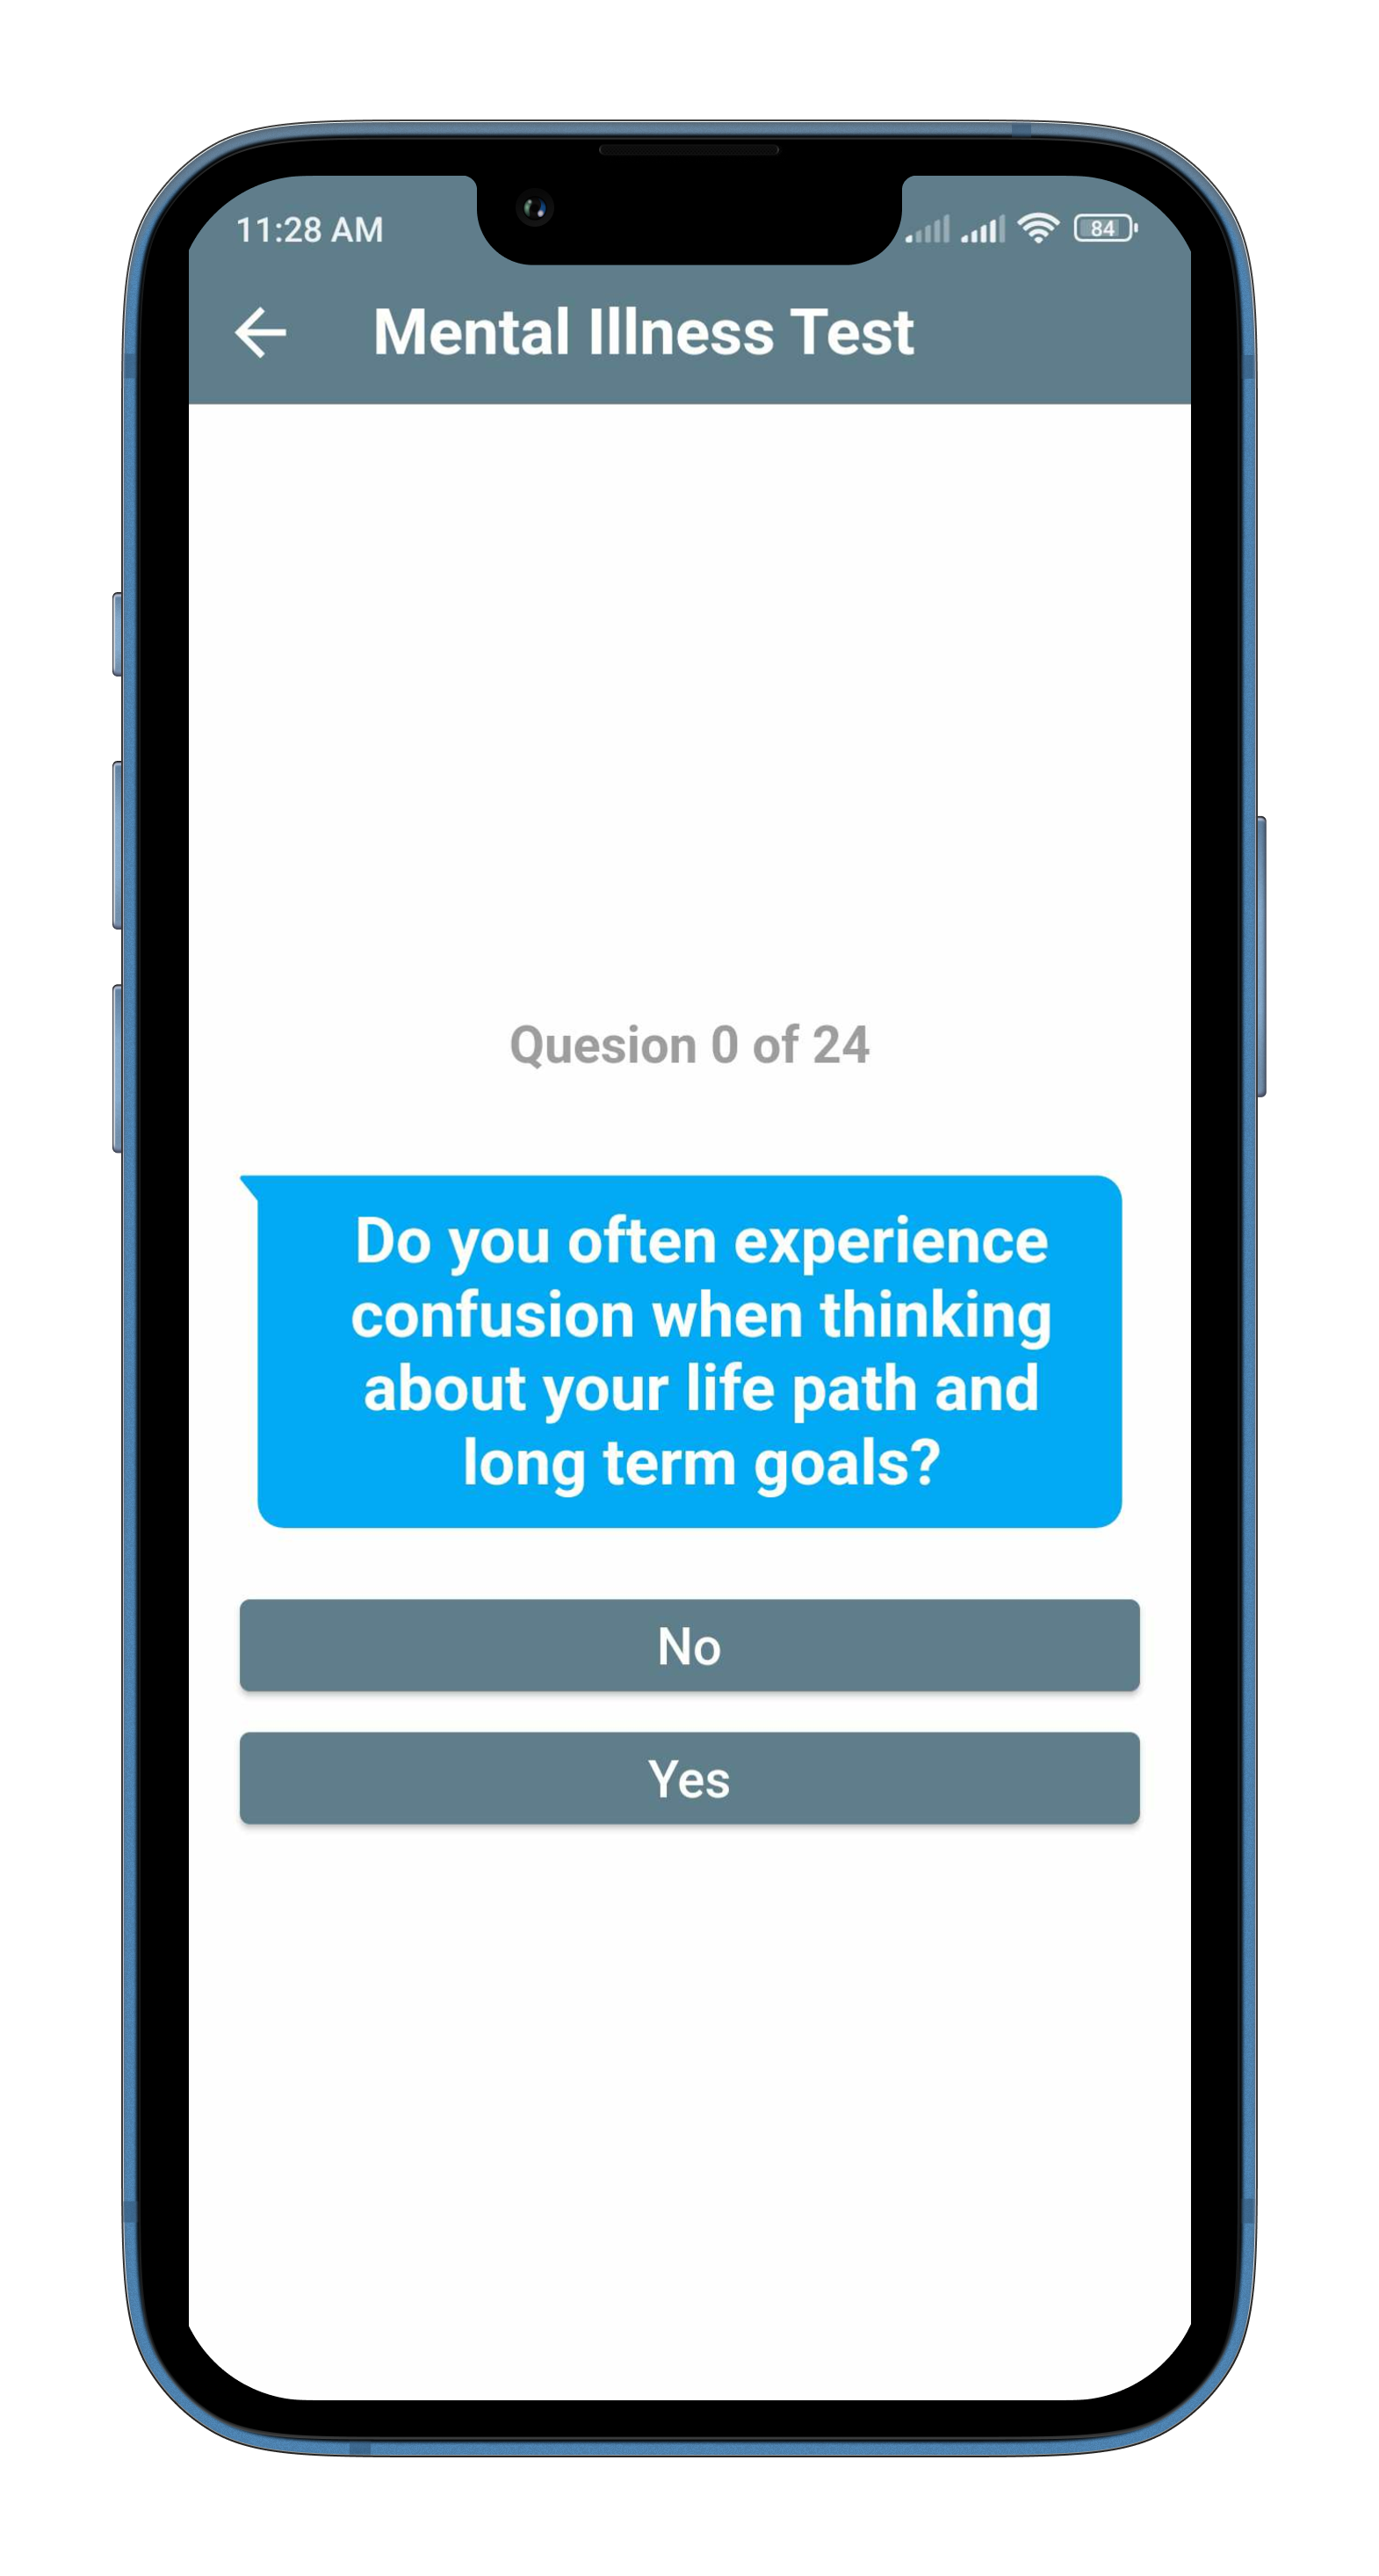 11:28 AM 84
Mental Illness Test
Quesion 0 of 24
Do you often experience
confusion when thinking
about your life path and
long term goals?
No
Yes